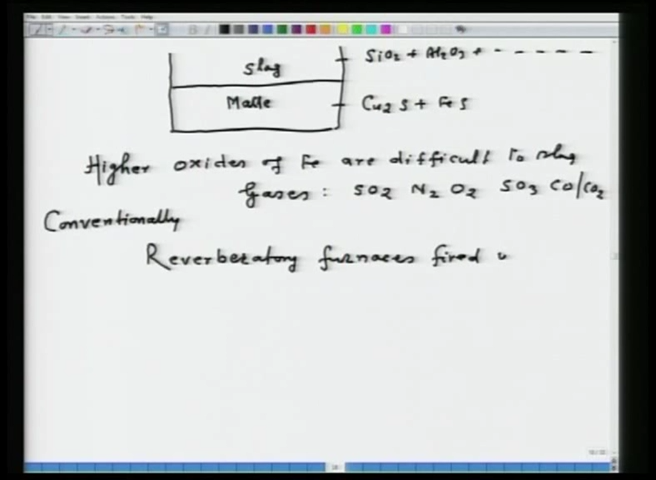 Slag SiO2 + Al2O3 + - - - - - -
Matte Cu2S + FeS
Higher oxides of Fe are difficult to slag
Gases : SO2 N2 O2 SO3 CO/CO2
Conventionally
Reverberatory furnaces fired